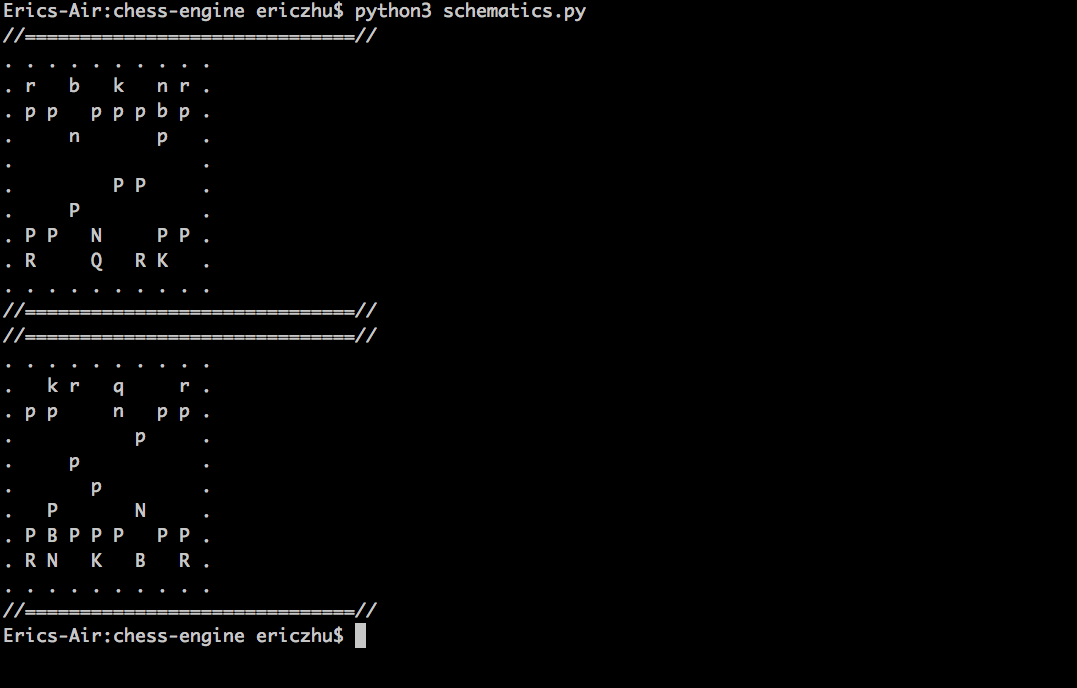 Erics-Air:chess-engine ericzhu$ python3 schematics.py
//==============================//
. . . . . . . . . .
. r   b   k   n r .
. p p   p p p b p .
.     n       p   .
.                 .
.         P P     .
.     P           .
. P P   N     P P .
. R     Q   R K   .
. . . . . . . . . .
//==============================//
//==============================//
. . . . . . . . . .
.   k r   q     r .
. p p     n   p p .
.           p     .
.     p           .
.       p         .
.   P       N     .
. P B P P P   P P .
. R N   K   B   R .
. . . . . . . . . .
//==============================//
Erics-Air:chess-engine ericzhu$